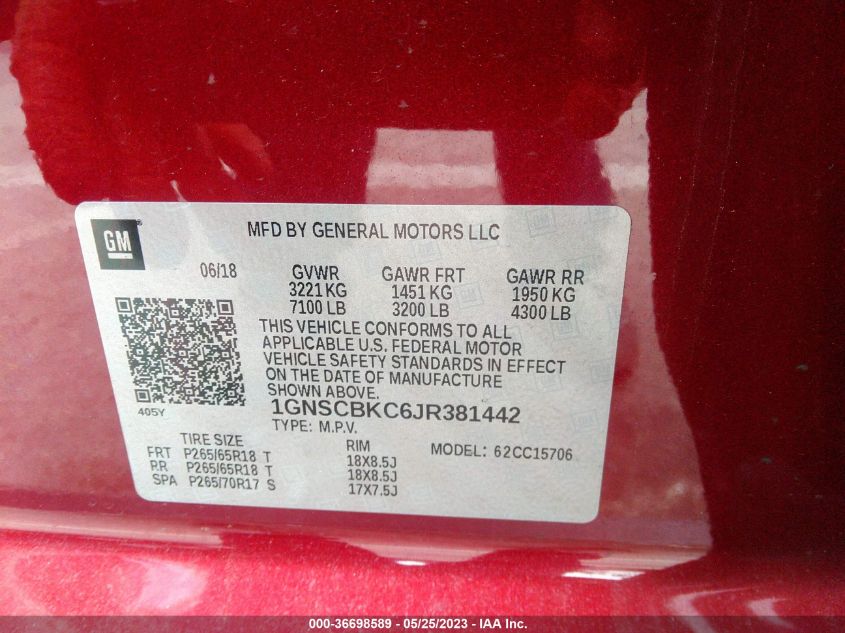 GM
MFD BY GENERAL MOTORS LLC
06/18 GVWR GAWR FRT GAWR RR
3221 KG 1451 KG 1950 KG
7100 LB 3200 LB 4300 LB
THIS VEHICLE CONFORMS TO ALL
APPLICABLE U.S. FEDERAL MOTOR
VEHICLE SAFETY STANDARDS IN EFFECT
ON THE DATE OF MANUFACTURE
SHOWN ABOVE.
405Y
1GNSCBKC6JR381442
TYPE: M.P.V.
TIRE SIZE RIM MODEL: 62CC15706
FRT P265/65R18 T 18X8.5J
RR P265/65R18 T 18X8.5J
SPA P265/70R17 S 17X7.5J
000-36698589 — 05/25/2023 — IAA Inc.